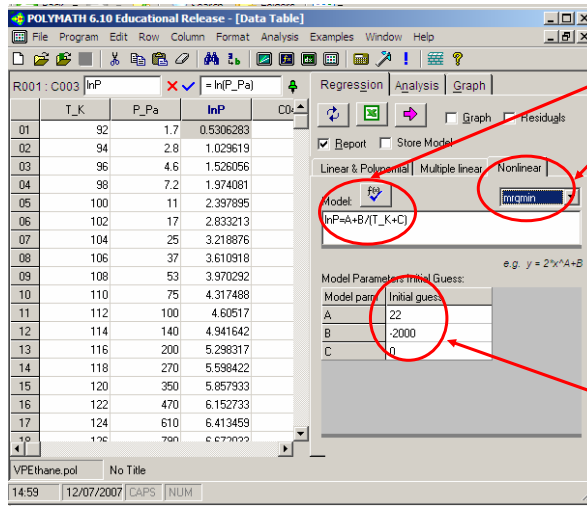 POLYMATH 6.10 Educational Release - [Data Table]
File Program Edit Row Column Format Analysis Examples Window Help
R001 : C003 lnP = ln(P_Pa)
Regression Analysis Graph
Graph Residuals
Report Store Model
Linear & Polynomial Multiple linear Nonlinear
Model: mrqmin
lnP=A+B/(T_K+C)
e.g. y = 2*x^A+B
Model Parameters Initial Guess:
Model parm Initial guess
A 22
B -2000
C 0
T_K P_Pa lnP C04
01 92 1.7 0.5306283
02 94 2.8 1.029619
03 96 4.6 1.526056
04 98 7.2 1.974081
05 100 11 2.397895
06 102 17 2.833213
07 104 25 3.218876
08 106 37 3.610918
09 108 53 3.970292
10 110 75 4.317488
11 112 100 4.60517
12 114 140 4.941642
13 116 200 5.298317
14 118 270 5.598422
15 120 350 5.857933
16 122 470 6.152733
17 124 610 6.413459
18 126 790 6.672033
VPEthane.pol No Title
14:59 12/07/2007 CAPS NUM